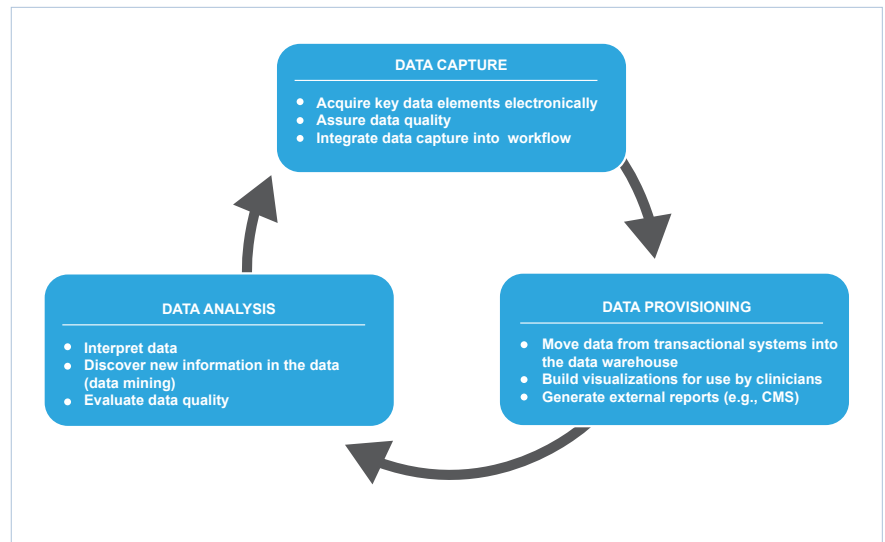 DATA CAPTURE
● Acquire key data elements electronically
● Assure data quality
● Integrate data capture into workflow
DATA ANALYSIS
● Interpret data
● Discover new information in the data
(data mining)
● Evaluate data quality
DATA PROVISIONING
● Move data from transactional systems into
the data warehouse
● Build visualizations for use by clinicians
● Generate external reports (e.g., CMS)